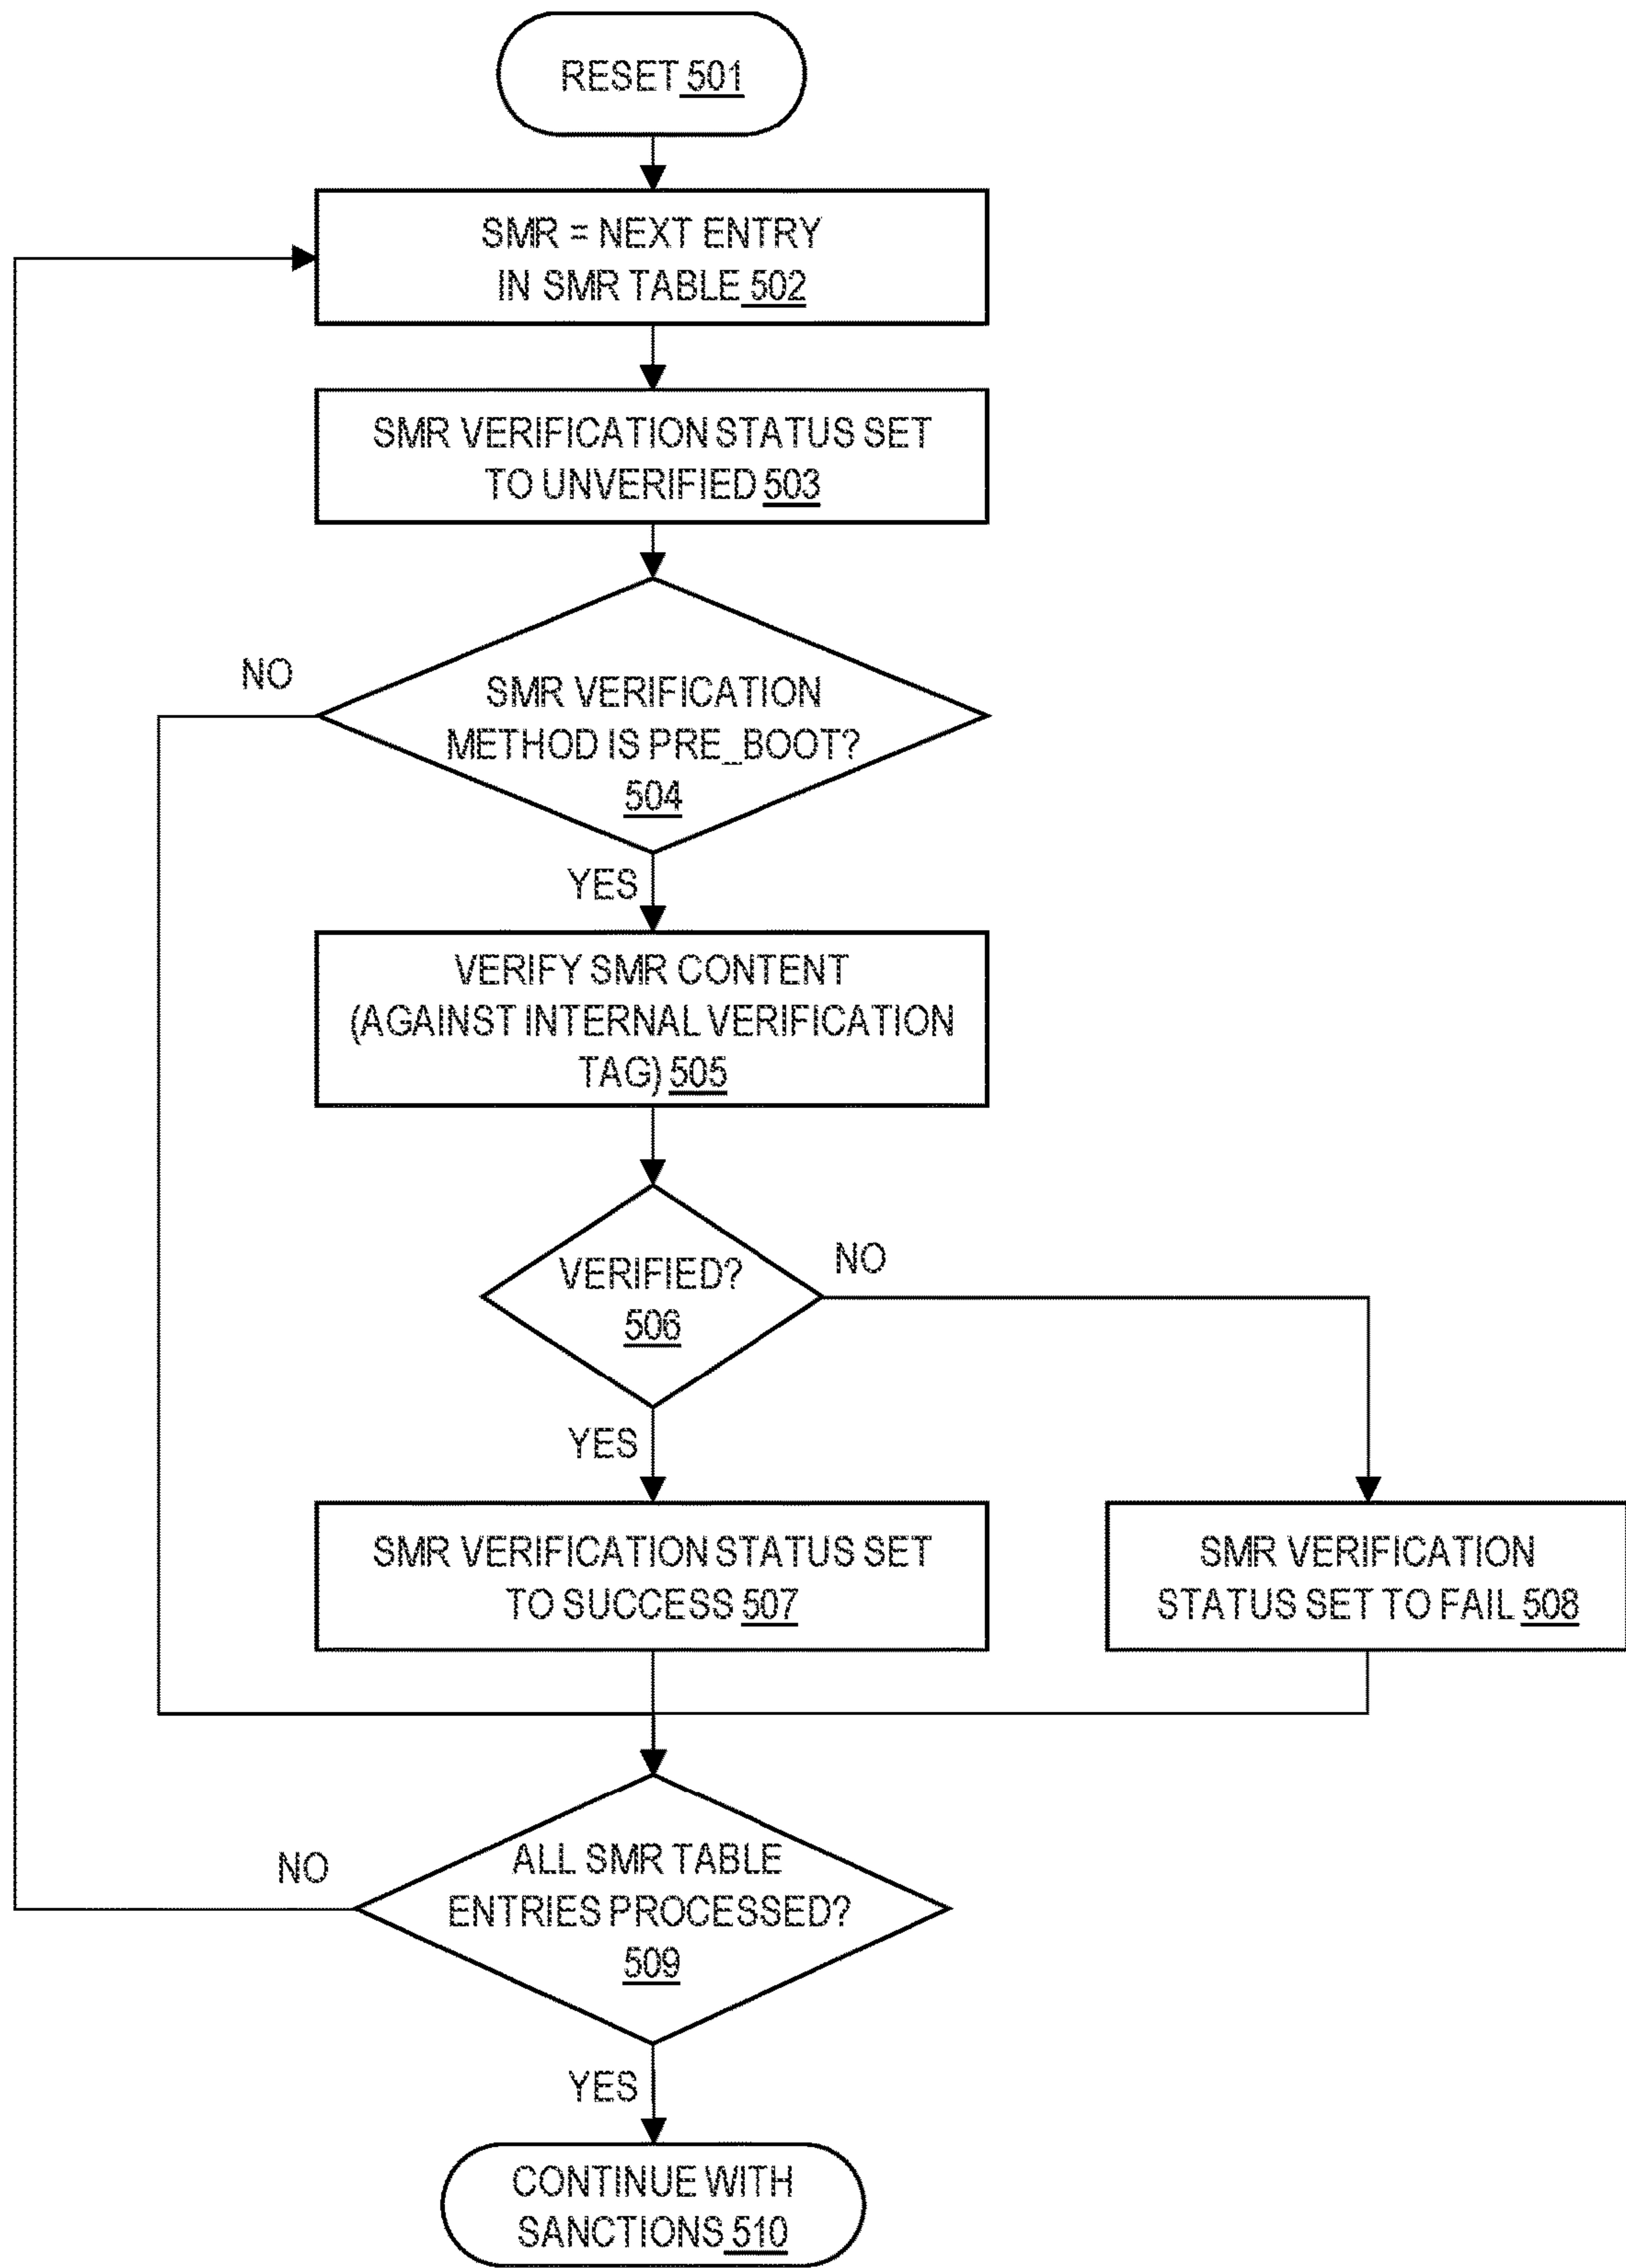 RESET 501
SMR = NEXT ENTRY
IN SMR TABLE 502
SMR VERIFICATION STATUS SET
TO UNVERIFIED 503
NO
SMR VERIFICATION
METHOD IS PRE_BOOT?
504
YES
VERIFY SMR CONTENT
(AGAINST INTERNAL VERIFICATION
TAG) 505
VERIFIED?
506
NO
YES
SMR VERIFICATION STATUS SET
TO SUCCESS 507
SMR VERIFICATION
STATUS SET TO FAIL 508
NO
ALL SMR TABLE
ENTRIES PROCESSED?
509
YES
CONTINUE WITH
SANCTIONS 510